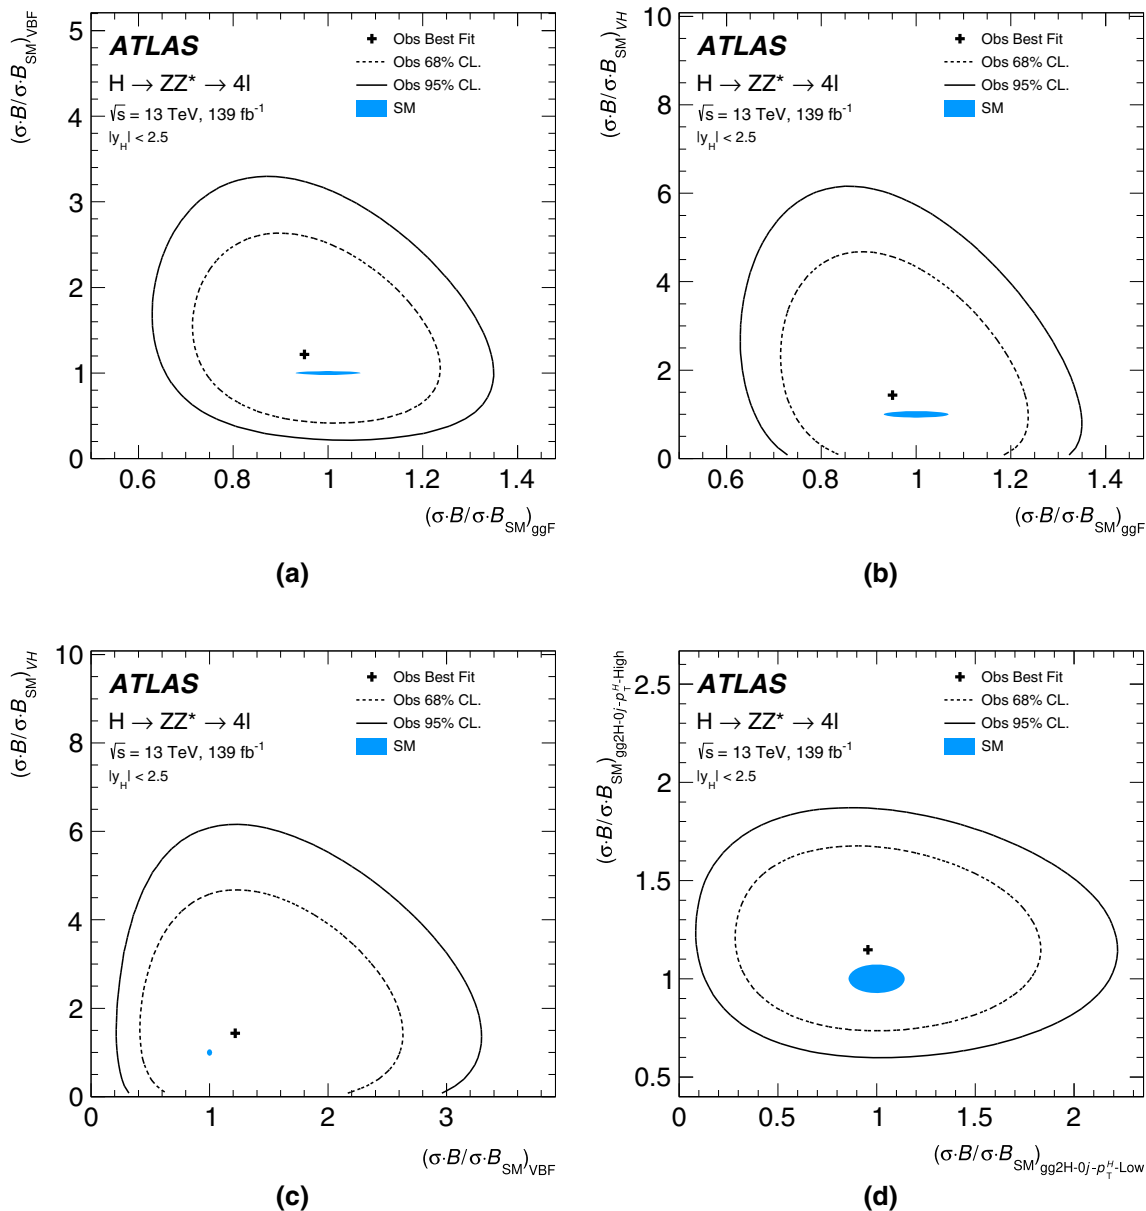 (σ·B/σ·B_SM)_VBF
ATLAS
H → ZZ* → 4l
√s = 13 TeV, 139 fb⁻¹
|y_H| < 2.5
Obs Best Fit
Obs 68% CL.
Obs 95% CL.
SM
5
4
3
2
1
0
0.6 0.8 1 1.2 1.4
(σ·B/σ·B_SM)_ggF
(a)
(σ·B/σ·B_SM)_VH
ATLAS
H → ZZ* → 4l
√s = 13 TeV, 139 fb⁻¹
|y_H| < 2.5
Obs Best Fit
Obs 68% CL.
Obs 95% CL.
SM
10
8
6
4
2
0
0.6 0.8 1 1.2 1.4
(σ·B/σ·B_SM)_ggF
(b)
(σ·B/σ·B_SM)_VH
ATLAS
H → ZZ* → 4l
√s = 13 TeV, 139 fb⁻¹
|y_H| < 2.5
Obs Best Fit
Obs 68% CL.
Obs 95% CL.
SM
10
8
6
4
2
0
0 1 2 3
(σ·B/σ·B_SM)_VBF
(c)
(σ·B/σ·B_SM)_gg2H-0j-p_T^H-High
ATLAS
H → ZZ* → 4l
√s = 13 TeV, 139 fb⁻¹
|y_H| < 2.5
Obs Best Fit
Obs 68% CL.
Obs 95% CL.
SM
2.5
2
1.5
1
0.5
0 0.5 1 1.5 2
(σ·B/σ·B_SM)_gg2H-0j-p_T^H-Low
(d)